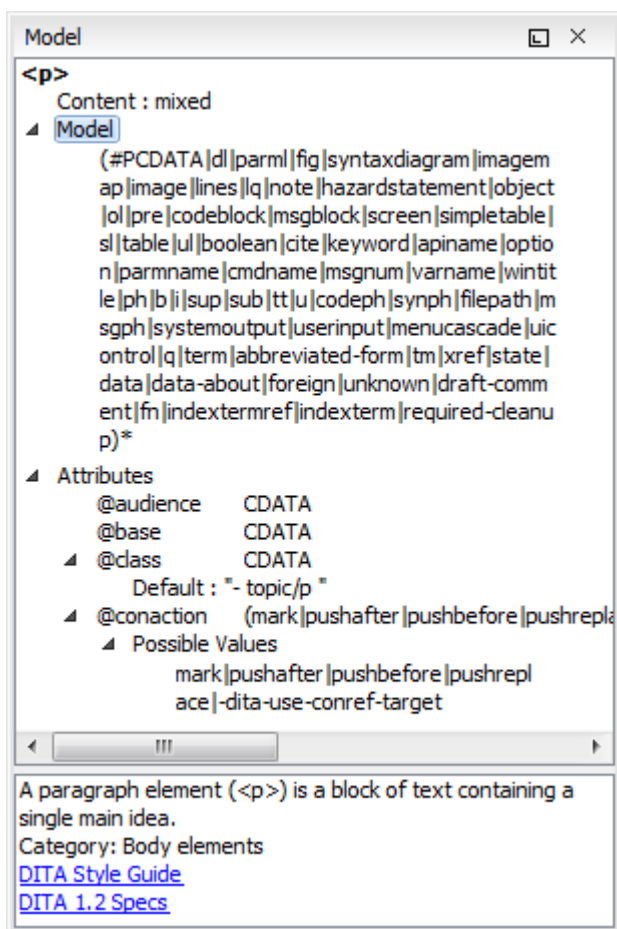 Model
<p>
Content : mixed
Model
(#PCDATA|dl|parml|fig|syntaxdiagram|imagem
ap|image|lines|lq|note|hazardstatement|object
|ol|pre|codeblock|msgblock|screen|simpletable|
sl|table|ul|boolean|cite|keyword|apiname|optio
n|parmname|cmdname|msgnum|varname|wintit
le|ph|b|i|sup|sub|tt|u|codeph|synph|filepath|m
sgph|systemoutput|userinput|menucascade|uic
ontrol|q|term|abbreviated-form|tm|xref|state|
data|data-about|foreign|unknown|draft-comm
ent|fn|indextermref|indexterm|required-cleanu
p)*
Attributes
@audience CDATA
@base CDATA
@class CDATA
Default : "- topic/p "
@conaction (mark|pushafter|pushbefore|pushrepla
Possible Values
mark|pushafter|pushbefore|pushrepl
ace|-dita-use-conref-target
A paragraph element (<p>) is a block of text containing a
single main idea.
Category: Body elements
DITA Style Guide
DITA 1.2 Specs